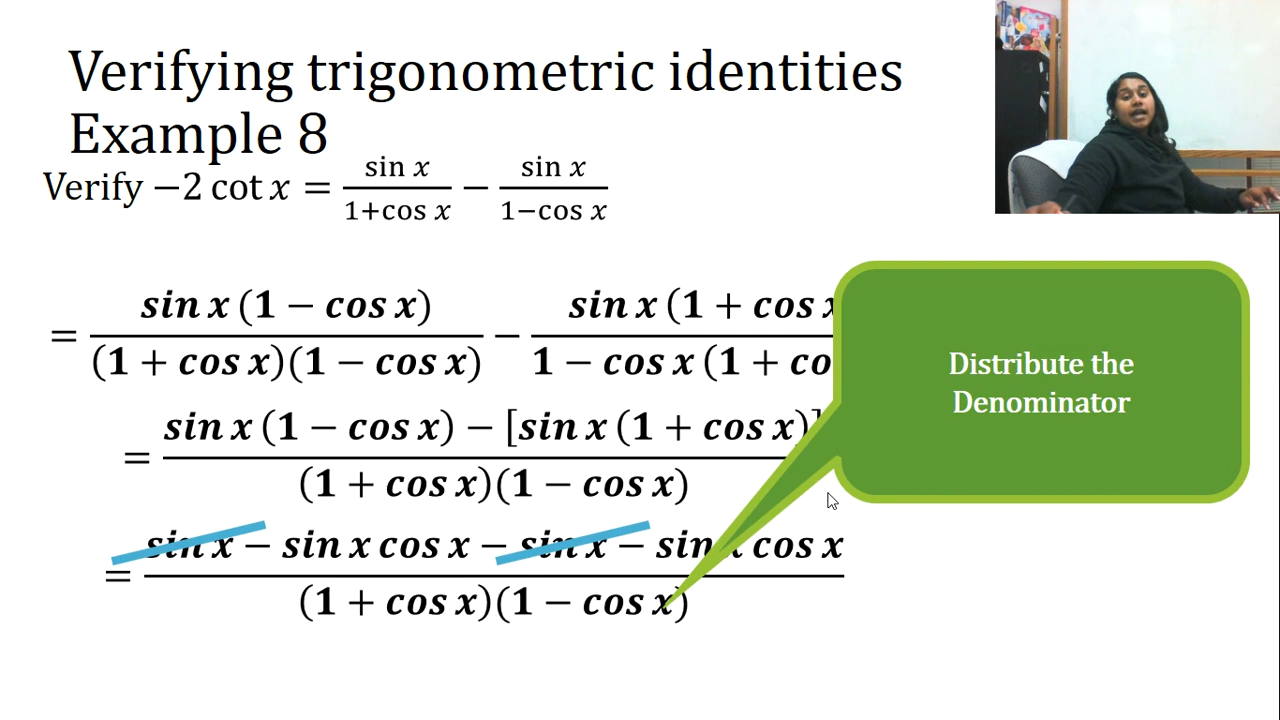 Verifying trigonometric identities
Example 8
Verify −2 cot x = sin x / 1+cos x − sin x / 1−cos x
= sin x (1 − cos x) / (1 + cos x)(1 − cos x) − sin x (1 + cos x / 1 − cos x (1 + co
= sin x (1 − cos x) − [sin x (1 + cos x)] / (1 + cos x)(1 − cos x)
= sin x − sin x cos x − sin x − sin x cos x / (1 + cos x)(1 − cos x)
Distribute the
Denominator